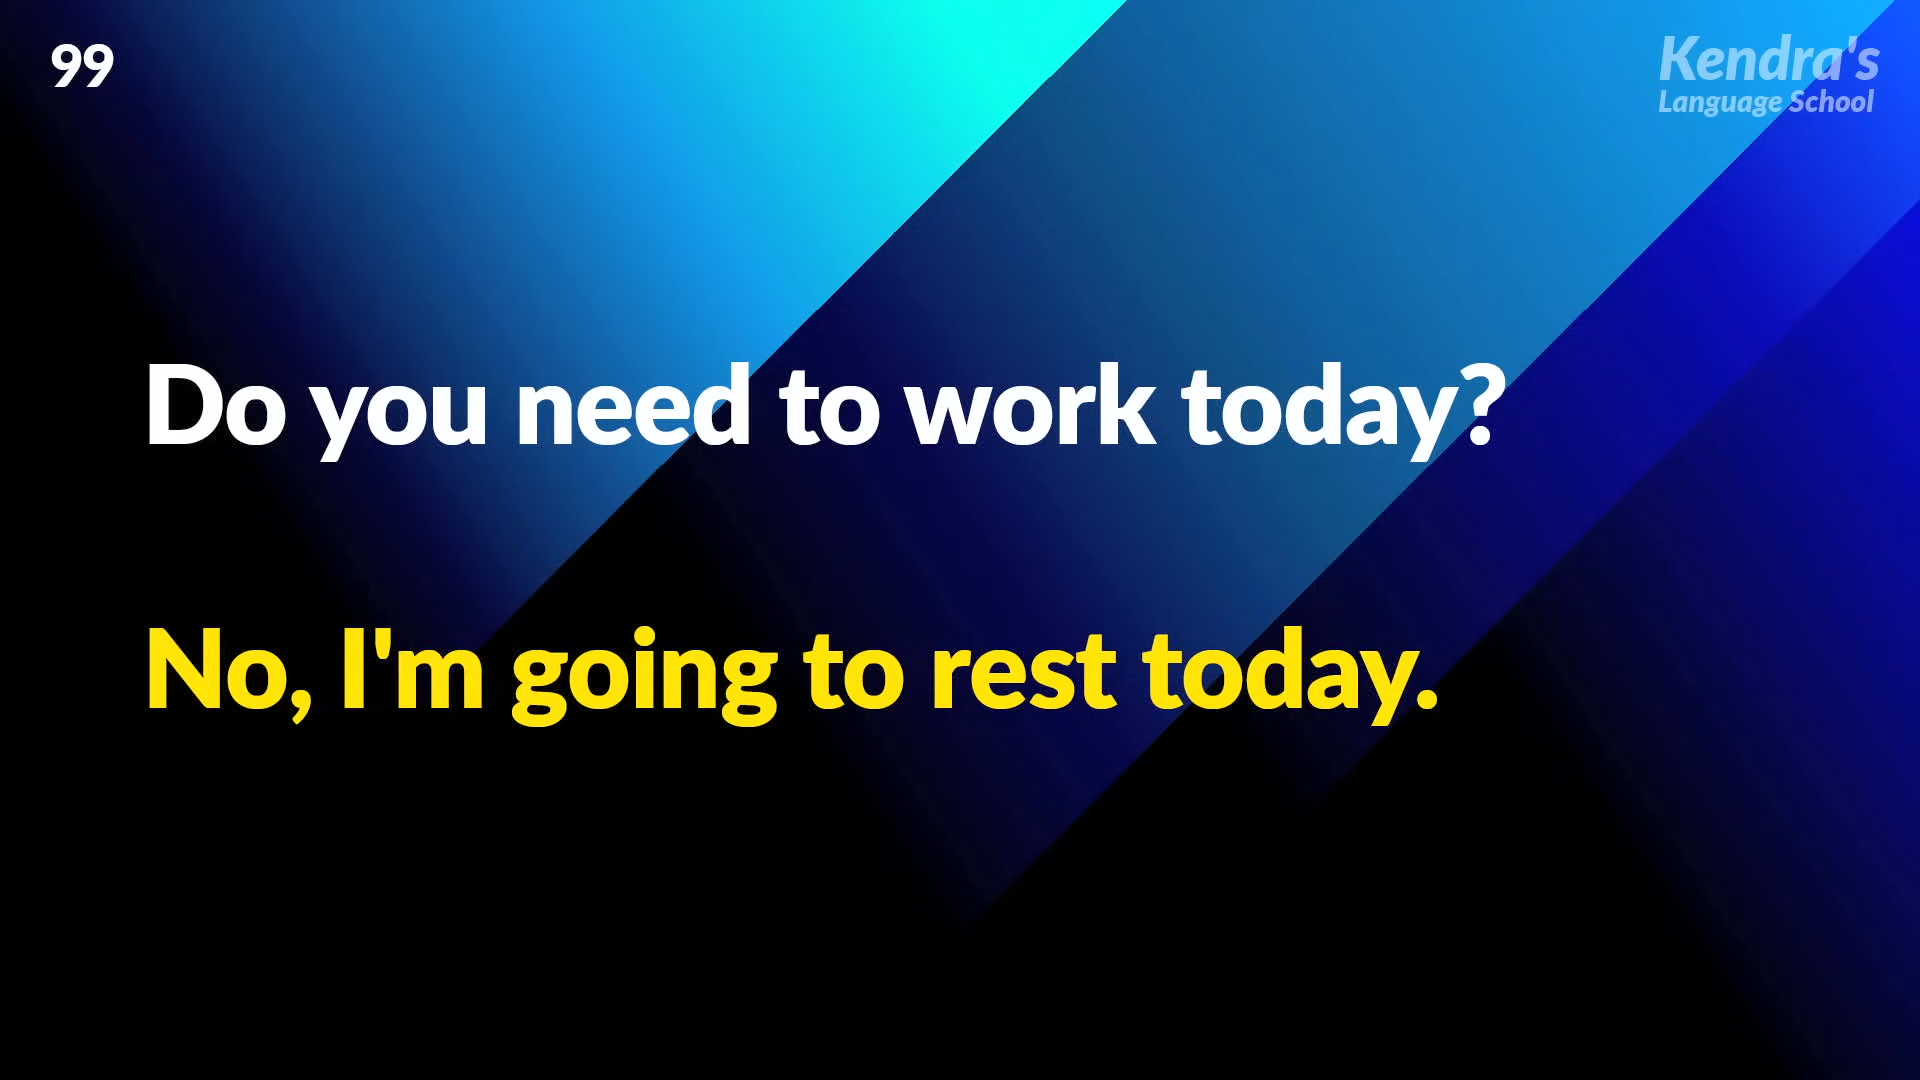 99
Kendra's
Language School
Do you need to work today?
No, I'm going to rest today.